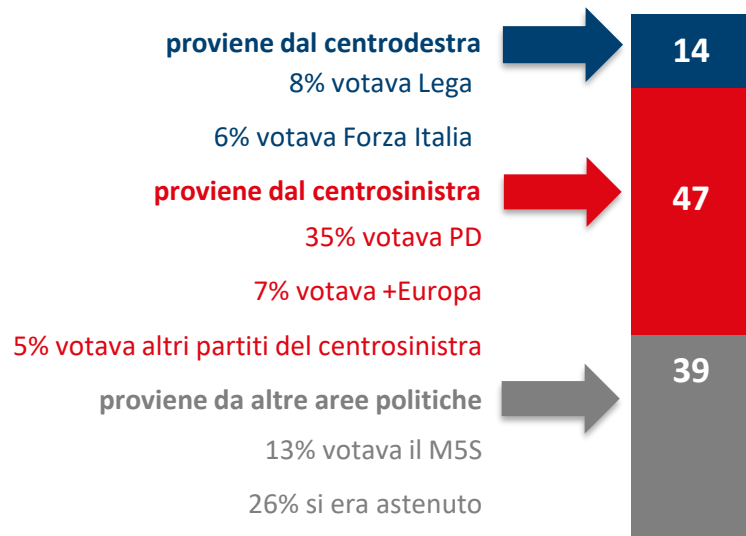 proviene dal centrodestra
14
8% votava Lega
6% votava Forza Italia
proviene dal centrosinistra
47
35% votava PD
7% votava +Europa
5% votava altri partiti del centrosinistra
39
proviene da altre aree politiche
13% votava il M5S
26% si era astenuto